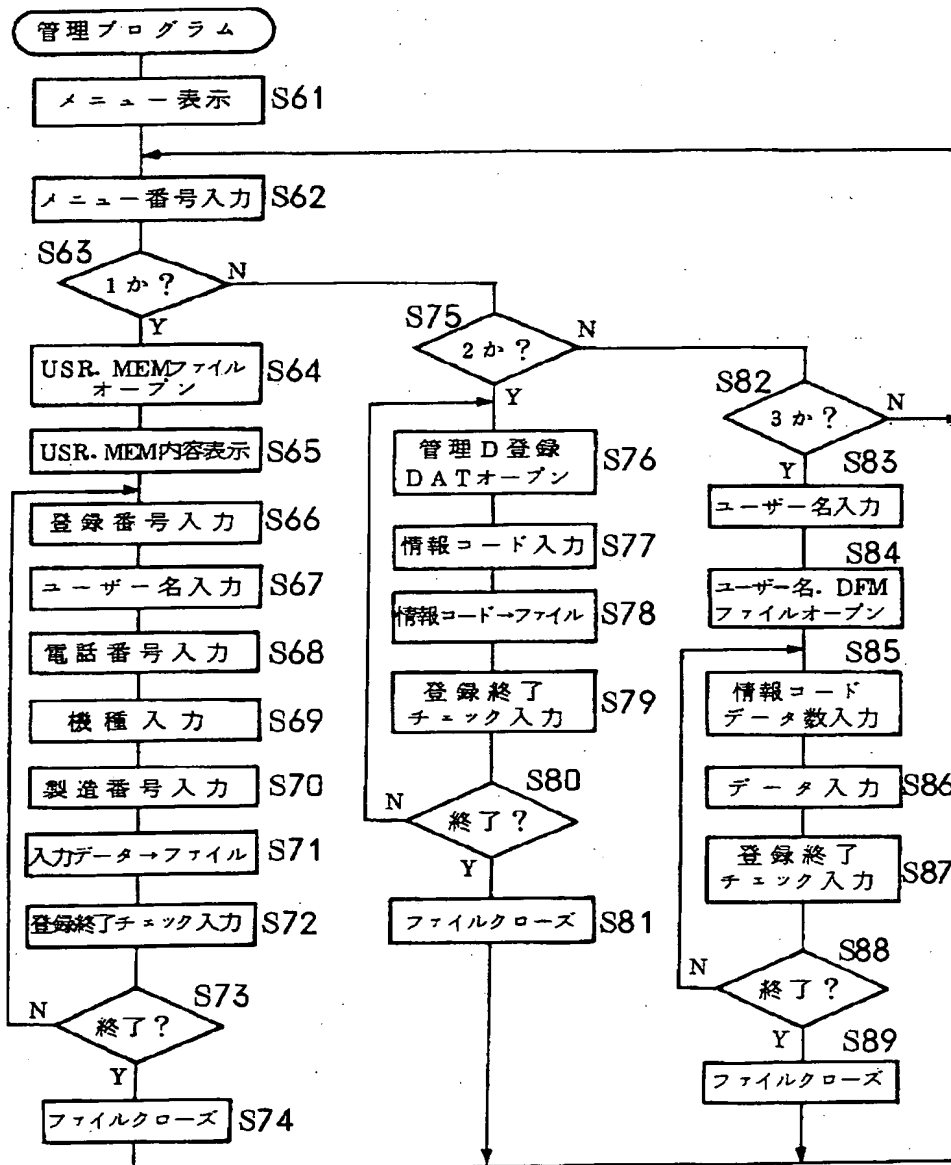 管理プログラム
メニュー表示
S61
メニュー番号入力
S62
S63
1か?
N
Y
USR. MEMファイル
オープン
S64
USR. MEM内容表示
S65
登録番号入力
S66
ユーザー名入力
S67
電話番号入力
S68
機種入力
S69
製造番号入力
S70
入力データ→ファイル
S71
登録終了チェック入力
S72
S73
終了?
N
Y
ファイルクローズ
S74
S75
2か?
N
Y
管理D登録
DATオープン
S76
情報コード入力
S77
情報コード→ファイル
S78
登録終了
チェック入力
S79
S80
終了?
N
Y
ファイルクローズ
S81
S82
3か?
N
Y
S83
ユーザー名入力
S84
ユーザー名. DFM
ファイルオープン
S85
情報コード
データ数入力
データ入力
S86
登録終了
チェック入力
S87
S88
終了?
N
Y
S89
ファイルクローズ